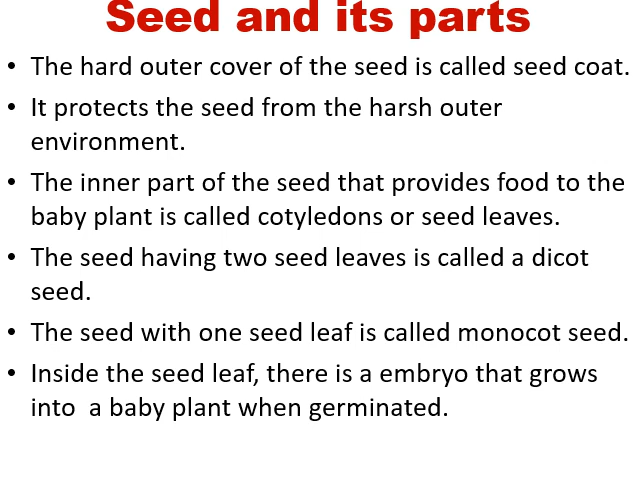 Seed and its parts
• The hard outer cover of the seed is called seed coat.
• It protects the seed from the harsh outer
environment.
• The inner part of the seed that provides food to the
baby plant is called cotyledons or seed leaves.
• The seed having two seed leaves is called a dicot
seed.
• The seed with one seed leaf is called monocot seed.
• Inside the seed leaf, there is a embryo that grows
into  a baby plant when germinated.